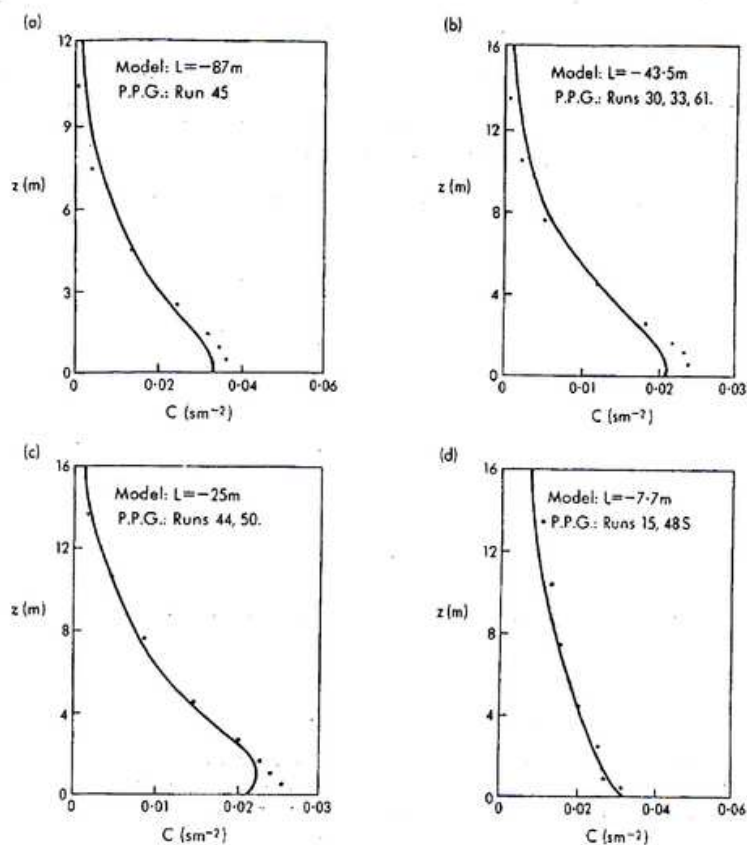 (a)
12
9
z (m)
6
3
0
Model: L=−87m
P.P.G.: Run 45
0 0·02 0·04 0·06
C (sm⁻²)
(b)
16
12
z (m)
8
4
0
Model: L=−43·5m
P.P.G.: Runs 30, 33, 61.
0 0·01 0·02 0·03
C (sm⁻²)
(c)
16
12
z (m)
8
4
0
Model: L=−25m
P.P.G.: Runs 44, 50.
0 0·01 0·02 0·03
C (sm⁻²)
(d)
16
12
z (m)
8
4
0
Model: L=−7·7m
P.P.G.: Runs 15, 48S
0 0·02 0·04 0·06
C (sm⁻²)